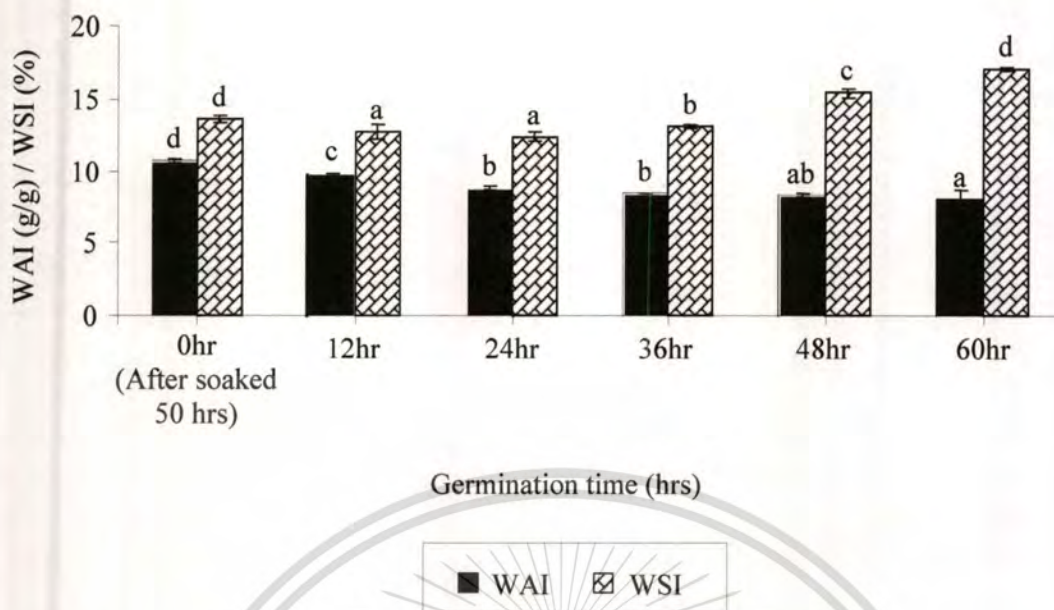 WAI (g/g) / WSI (%)
20
15
10
5
0
d d
c a
b a
b b
ab c
a d
0hr 12hr 24hr 36hr 48hr 60hr
(After soaked
50 hrs)
Germination time (hrs)
WAI WSI